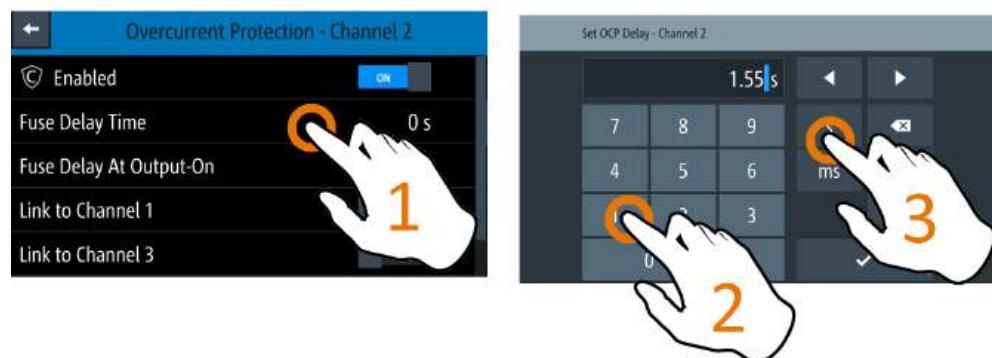 Overcurrent Protection - Channel 2
Enabled
ON
Fuse Delay Time
0 s
Fuse Delay At Output-On
Link to Channel 1
Link to Channel 3
1
Set OCP Delay - Channel 2
1.55 s
7 8 9
4 5 6
ms
3
0
2
3